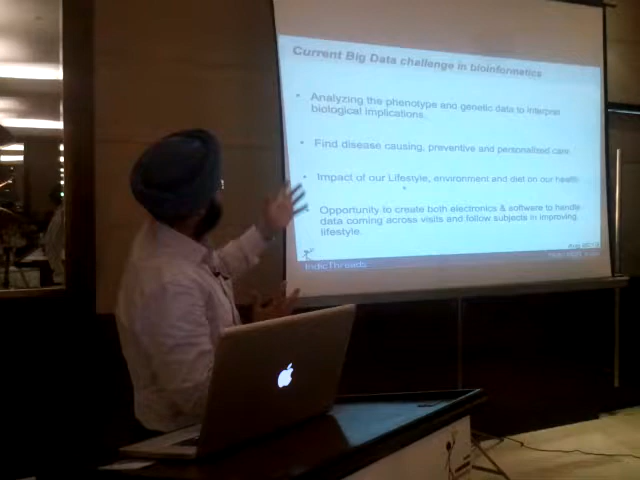 Current Big Data challenge in bioinformatics
• Analyzing the phenotype and genetic data to interpret
biological implications.
• Find disease causing, preventive and personalized care.
• Impact of our Lifestyle, environment and diet on our health
Opportunity to create both electronics & software to handle
data coming across visits and follow subjects in improving
lifestyle.
IndicThreads